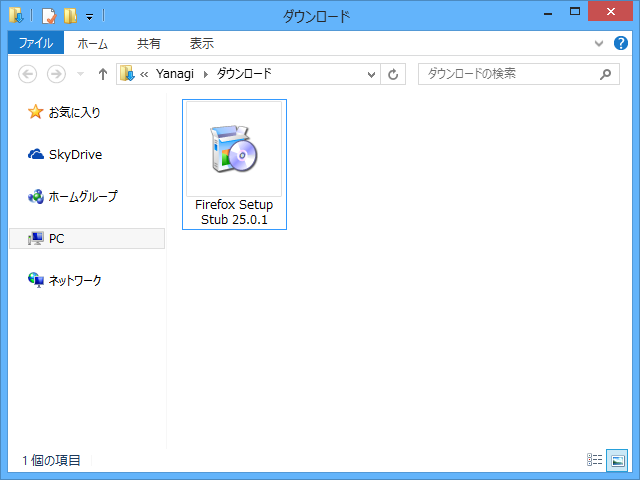 ダウンロード
ファイル ホーム 共有 表示
« Yanagi ダウンロード ダウンロードの検索
お気に入り
SkyDrive
ホームグループ
PC
ネットワーク
Firefox Setup
Stub 25.0.1
1 個の項目